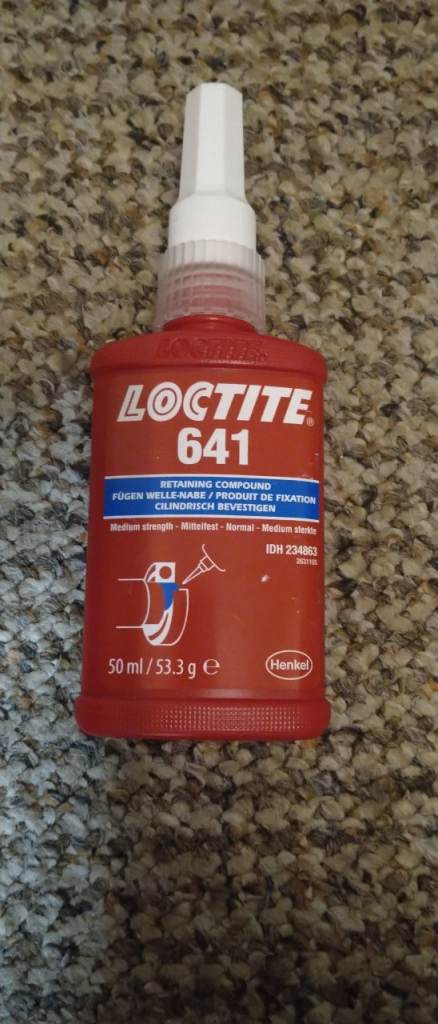 LOCTITE
LOCTITE®
641
RETAINING COMPOUND
FÜGEN WELLE-NABE / PRODUIT DE FIXATION
CILINDRISCH BEVESTIGEN
Medium strength - Mittelfest - Normal - Medium sterkte
IDH 234863
50 ml / 53.3 g ℮
Henkel